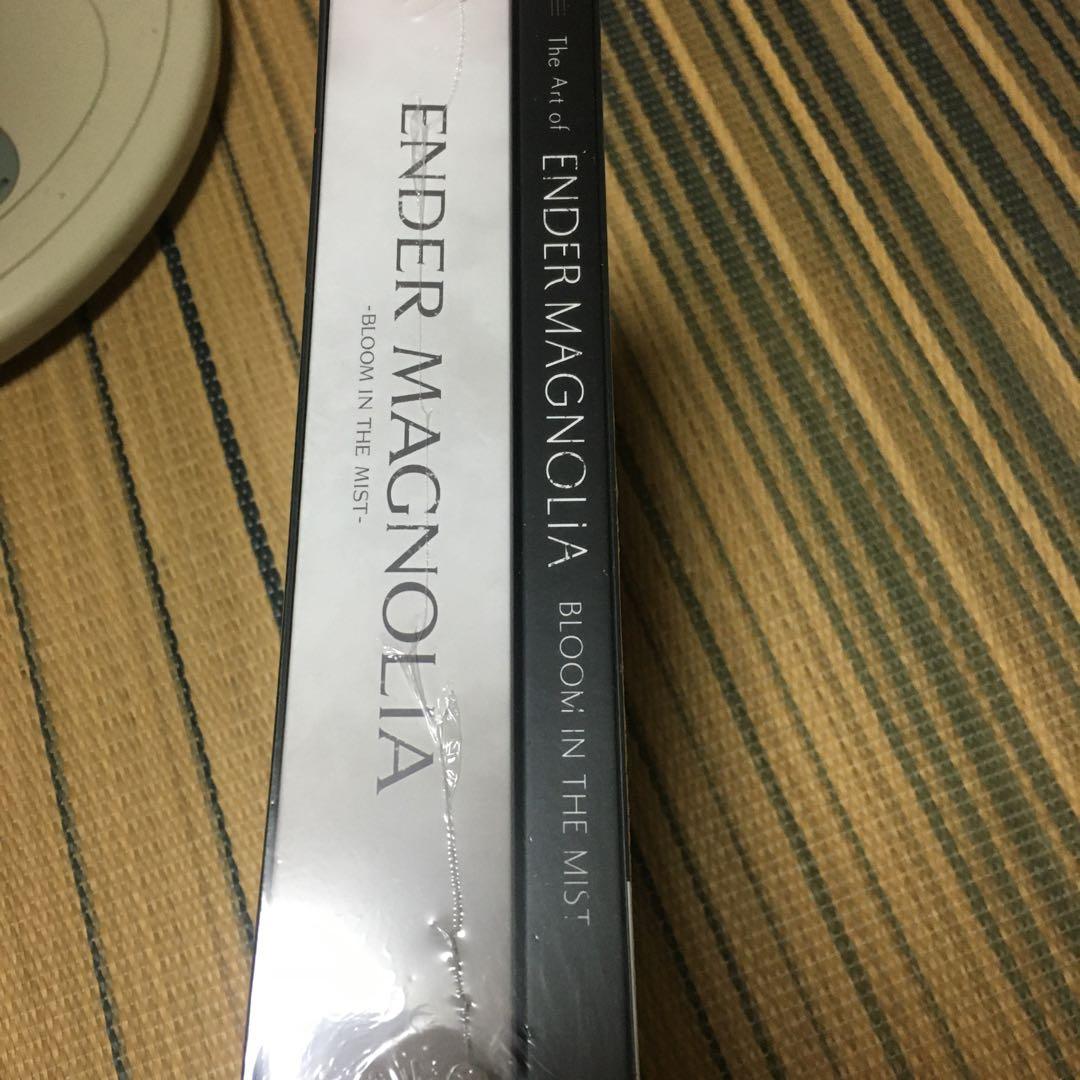 ENDER MAGNOLIA
-BLOOM IN THE MIST-
The Art of ENDER MAGNOLiA BLOOM IN THE MIST